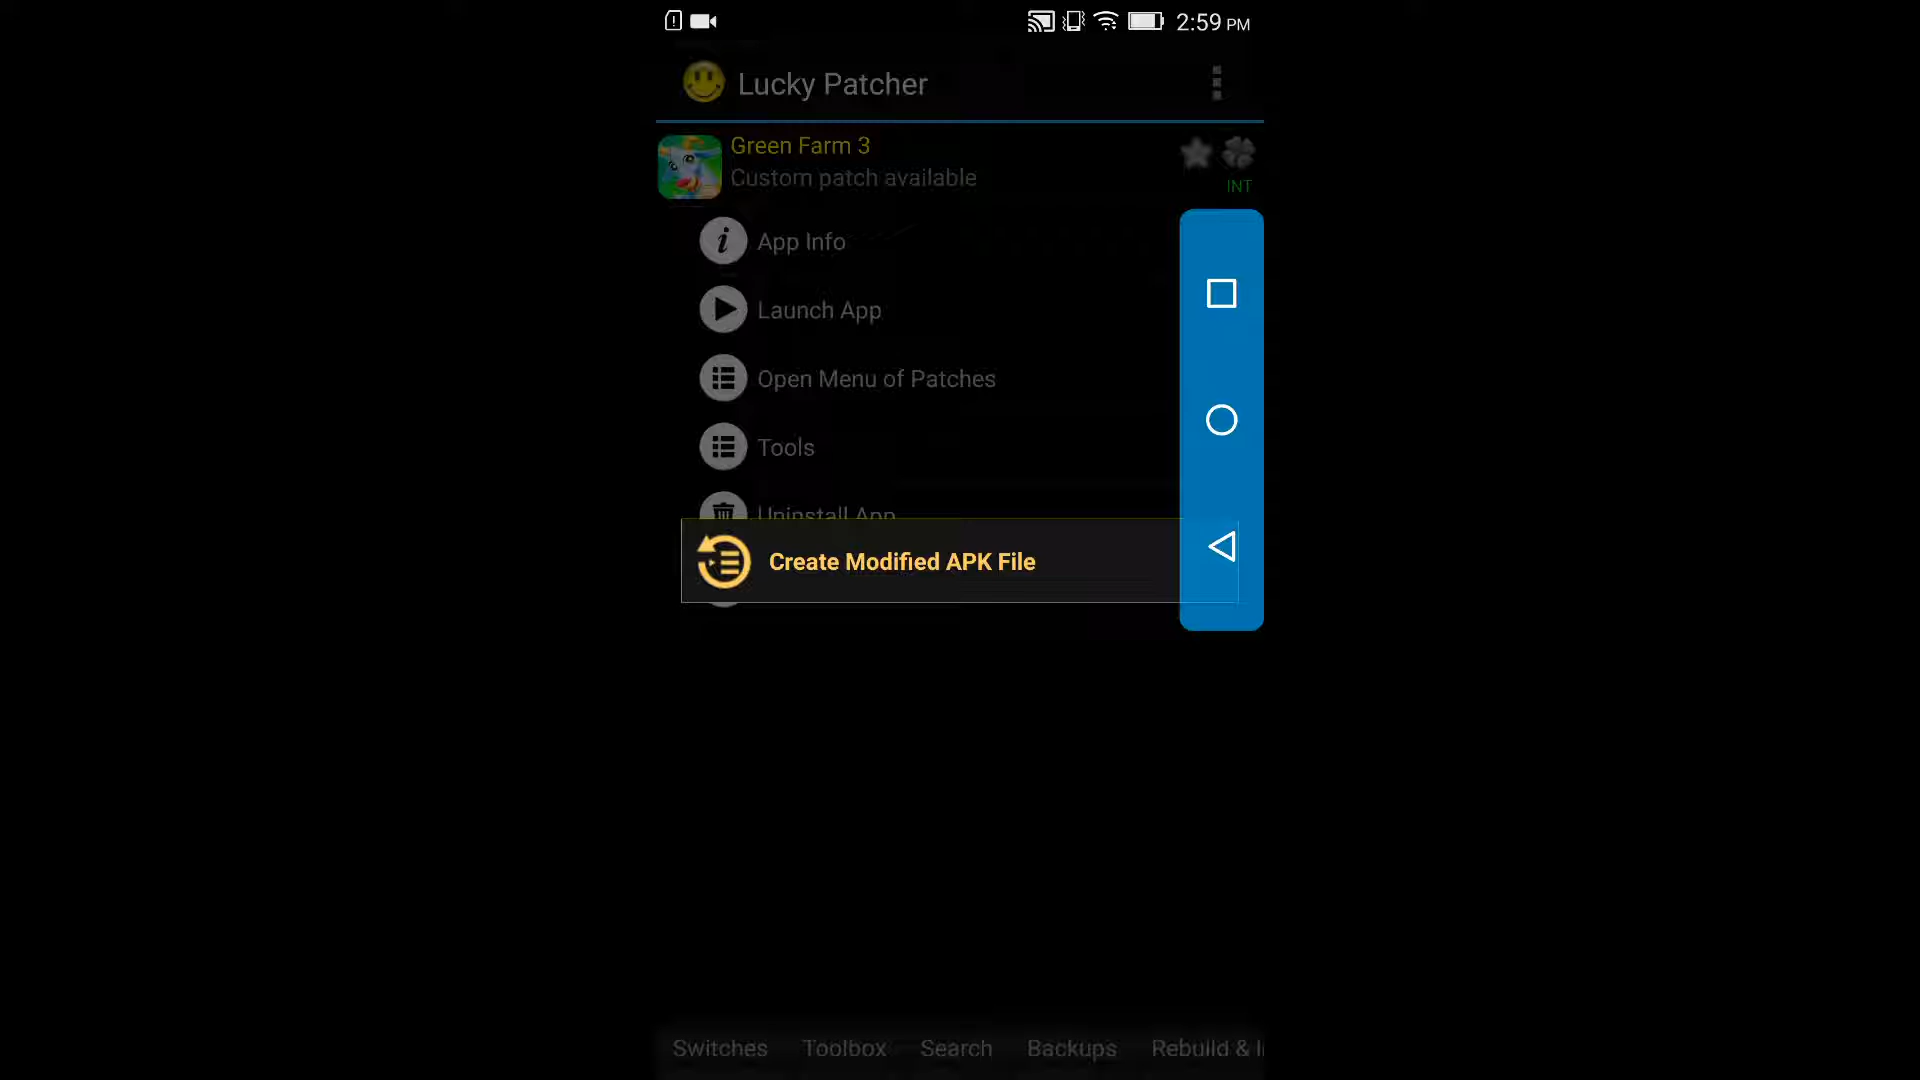 2:59 PM
Lucky Patcher
Green Farm 3
Custom patch available
INT
App Info
Launch App
Open Menu of Patches
Tools
Uninstall App
Create Modified APK File
Switches Toolbox Search Backups Rebuild &